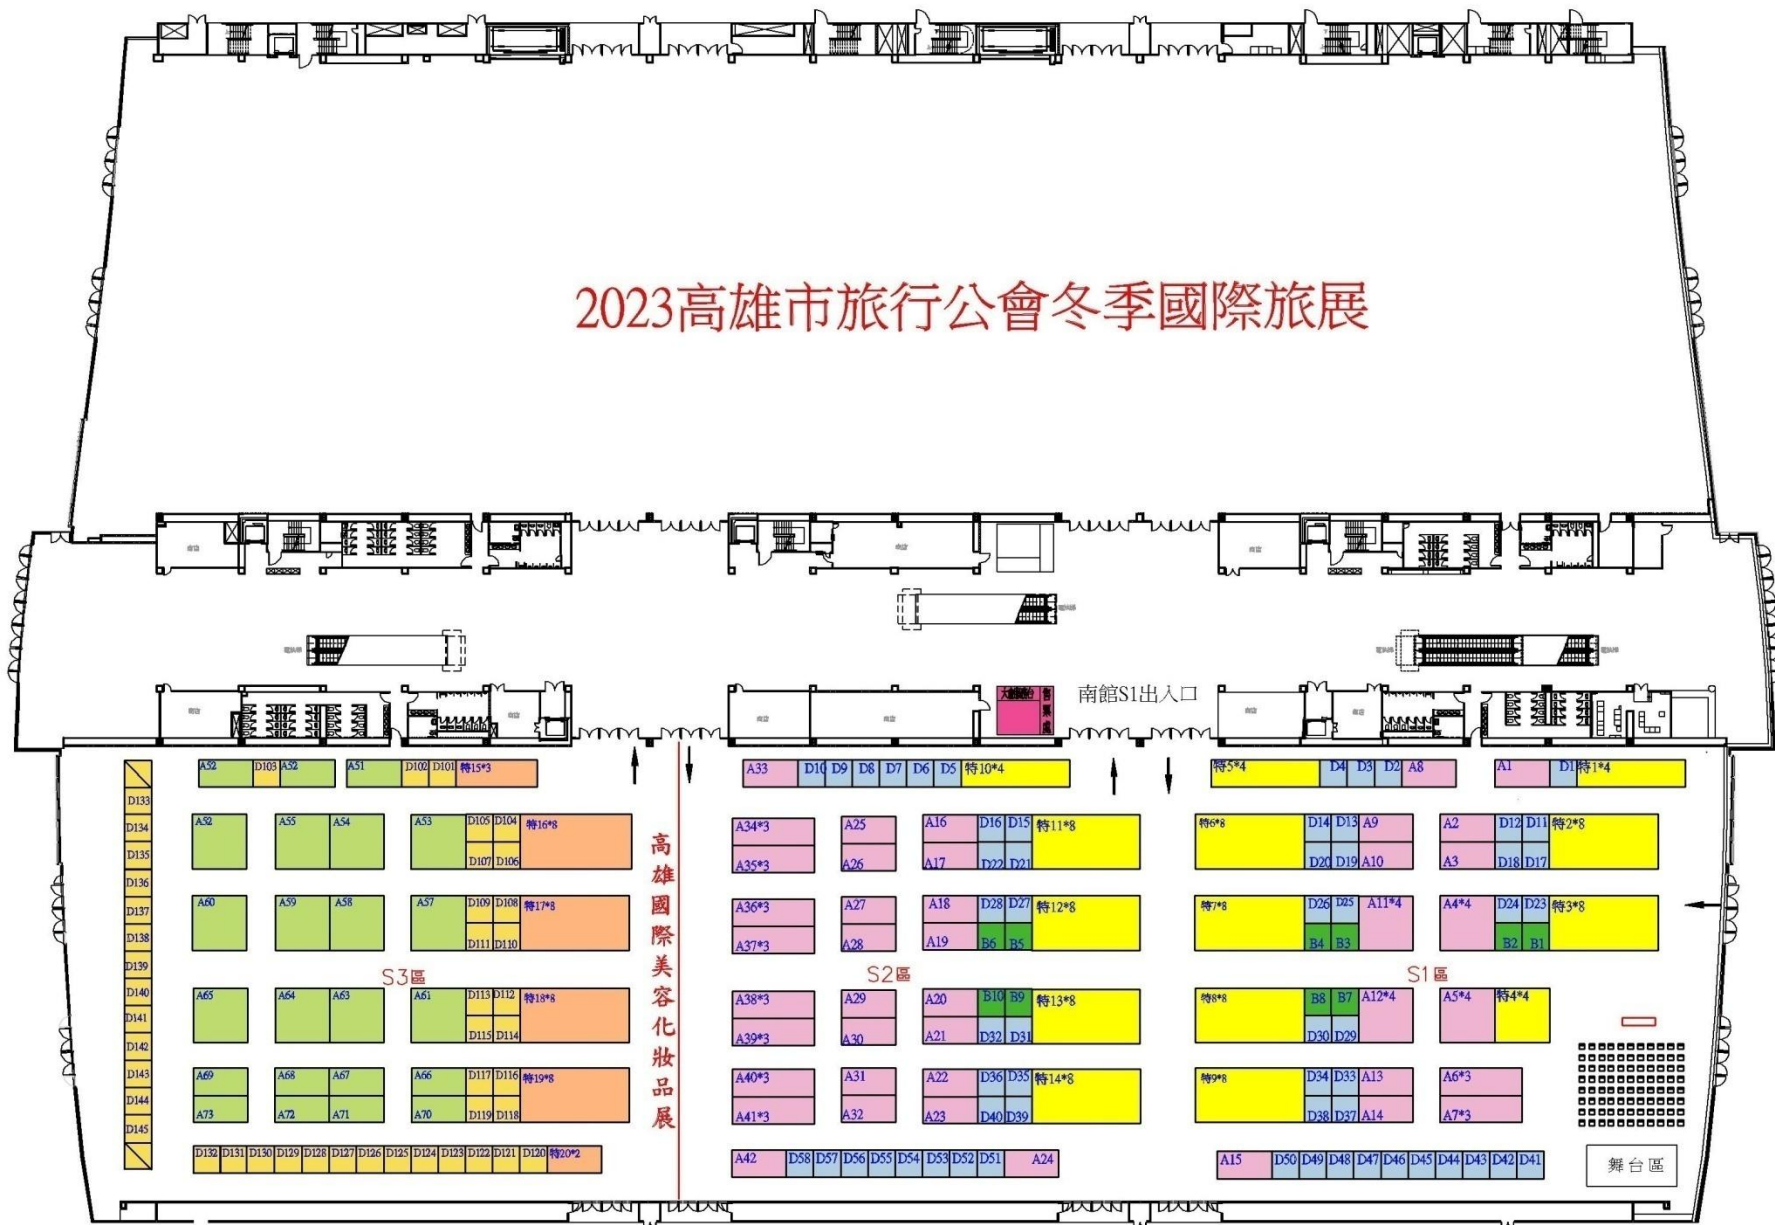 2023高雄市旅行公會冬季國際旅展
南館S1出入口
售票處
高雄國際美容化妝品展
A52 D103 A52 A51 D102 D101 特15*3
A33 D10 D9 D8 D7 D6 D5 特10*4
特5*4 D4 D3 D2 A8
A1 D1 特1*4
D133
D134
D135
D136
D137
D138
D139
D140
D141
D142
D143
D144
D145
A52 A55 A54 A53 D105 D104 特16*8
D107 D106
A60 A59 A58 A57 D109 D108 特17*8
D111 D110
S3區
A65 A64 A63 A61 D113 D112 特18*8
D115 D114
A69 A68 A67 A66 D117 D116 特19*8
A73 A72 A71 A70 D119 D118
D132 D131 D130 D129 D128 D127 D126 D125 D124 D123 D122 D121 D120 特20*2
A34*3 A25 A16 D16 D15 特11*8
A35*3 A26 A17 D22 D21
A36*3 A27 A18 D28 D27 特12*8
A37*3 A28 A19 B6 B5
S2區
A38*3 A29 A20 B10 B9 特13*8
A39*3 A30 A21 D32 D31
A40*3 A31 A22 D36 D35 特14*8
A41*3 A32 A23 D40 D39
A42 D58 D57 D56 D55 D54 D53 D52 D51 A24
特6*8 D14 D13 A9 A2 D12 D11 特2*8
D20 D19 A10 A3 D18 D17
特7*8 D26 D25 A11*4 A4*4 D24 D23 特3*8
B4 B3 B2 B1
S1區
特8*8 B8 B7 A12*4 A5*4 特4*4
D30 D29
特9*8 D34 D33 A13 A6*3
D38 D37 A14 A7*3
A15 D50 D49 D48 D47 D46 D45 D44 D43 D42 D41
舞台區